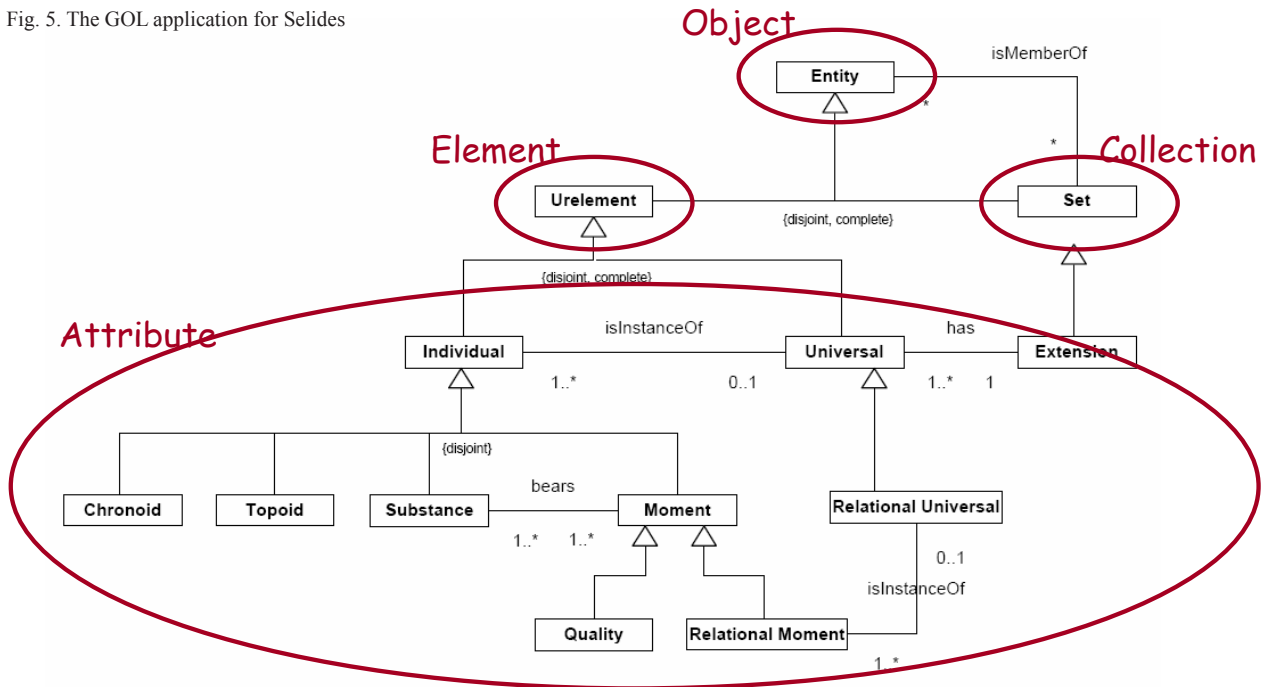 Fig. 5. The GOL application for Selides
Object
isMemberOf
Entity
*
*
Element
Collection
Urelement
Set
{disjoint, complete}
{disjoint, complete}
Attribute
isInstanceOf
has
Individual
Universal
Extension
1..*
0..1
1..*
1
{disjoint}
bears
Chronoid
Topoid
Substance
Moment
Relational Universal
1..*
1..*
0..1
isInstanceOf
Quality
Relational Moment
1..*